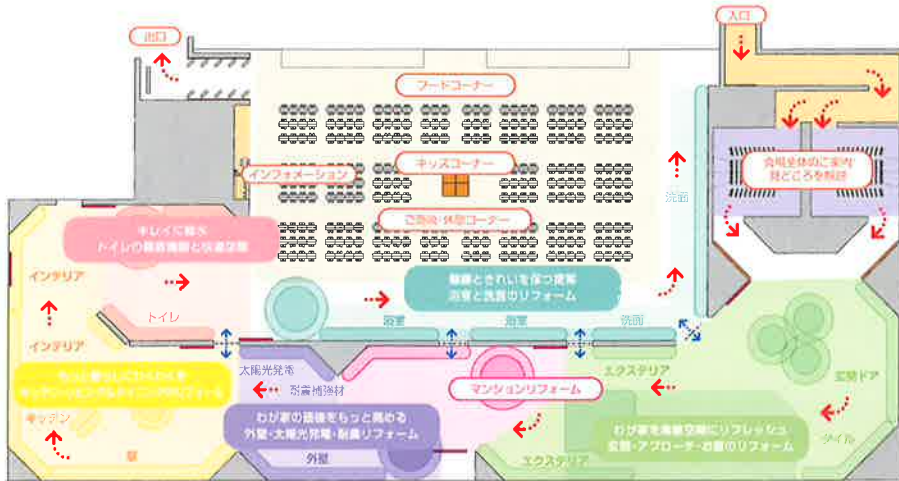 出口
入口
フードコーナー
キッズコーナー
インフォメーション
ご商談・休憩コーナー
会場全体のご案内
見どころを解説
洗面
キレイに進化
トイレの最新機能と快適空間
インテリア
トイレ
インテリア
キッチン
床
健康ときれいを保つ提案
浴室と洗面のリフォーム
浴室
浴室
洗面
太陽光発電
耐震補強材
マンションリフォーム
エクステリア
玄関ドア
タイル
わが家の価値をもっと高める
外壁・太陽光発電・耐震リフォーム
外壁
エクステリア
わが家を快適空間にリフレッシュ
玄関・アプローチ・お庭のリフォーム